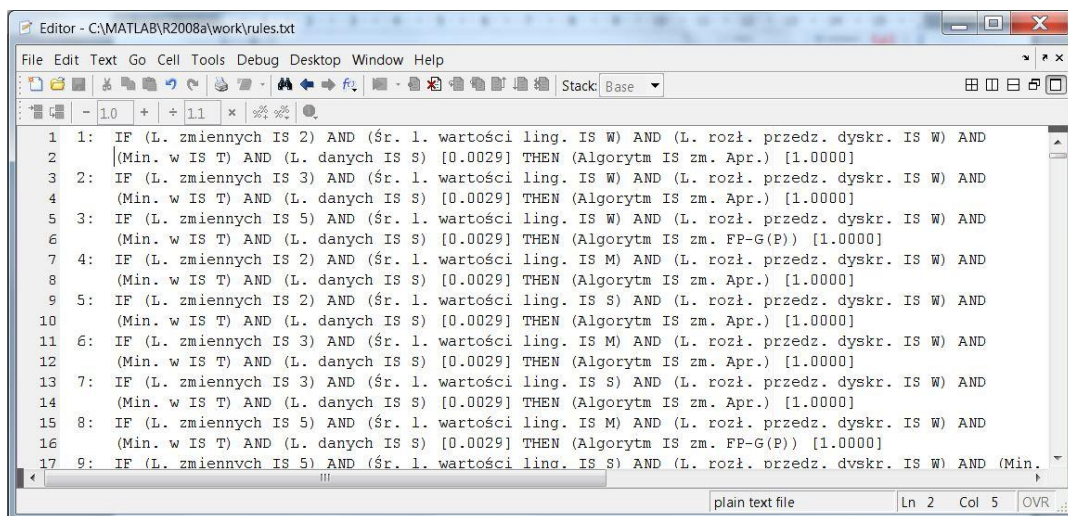 Editor - C:\MATLAB\R2008a\work\rules.txt
File Edit Text Go Cell Tools Debug Desktop Window Help
Stack: Base
- 1.0 + ÷ 1.1 ×
1 1: IF (L. zmiennych IS 2) AND (Śr. l. wartości ling. IS W) AND (L. rozł. przedz. dyskr. IS W) AND
2 (Min. w IS T) AND (L. danych IS S) [0.0029] THEN (Algorytm IS zm. Apr.) [1.0000]
3 2: IF (L. zmiennych IS 3) AND (Śr. l. wartości ling. IS W) AND (L. rozł. przedz. dyskr. IS W) AND
4 (Min. w IS T) AND (L. danych IS S) [0.0029] THEN (Algorytm IS zm. Apr.) [1.0000]
5 3: IF (L. zmiennych IS 5) AND (Śr. l. wartości ling. IS W) AND (L. rozł. przedz. dyskr. IS W) AND
6 (Min. w IS T) AND (L. danych IS S) [0.0029] THEN (Algorytm IS zm. FP-G(P)) [1.0000]
7 4: IF (L. zmiennych IS 2) AND (Śr. l. wartości ling. IS M) AND (L. rozł. przedz. dyskr. IS W) AND
8 (Min. w IS T) AND (L. danych IS S) [0.0029] THEN (Algorytm IS zm. Apr.) [1.0000]
9 5: IF (L. zmiennych IS 2) AND (Śr. l. wartości ling. IS S) AND (L. rozł. przedz. dyskr. IS W) AND
10 (Min. w IS T) AND (L. danych IS S) [0.0029] THEN (Algorytm IS zm. Apr.) [1.0000]
11 6: IF (L. zmiennych IS 3) AND (Śr. l. wartości ling. IS M) AND (L. rozł. przedz. dyskr. IS W) AND
12 (Min. w IS T) AND (L. danych IS S) [0.0029] THEN (Algorytm IS zm. Apr.) [1.0000]
13 7: IF (L. zmiennych IS 3) AND (Śr. l. wartości ling. IS S) AND (L. rozł. przedz. dyskr. IS W) AND
14 (Min. w IS T) AND (L. danych IS S) [0.0029] THEN (Algorytm IS zm. Apr.) [1.0000]
15 8: IF (L. zmiennych IS 5) AND (Śr. l. wartości ling. IS M) AND (L. rozł. przedz. dyskr. IS W) AND
16 (Min. w IS T) AND (L. danych IS S) [0.0029] THEN (Algorytm IS zm. FP-G(P)) [1.0000]
17 9: IF (L. zmiennych IS 5) AND (Śr. l. wartości ling. IS S) AND (L. rozł. przedz. dyskr. IS W) AND (Min.
plain text file Ln 2 Col 5 OVR